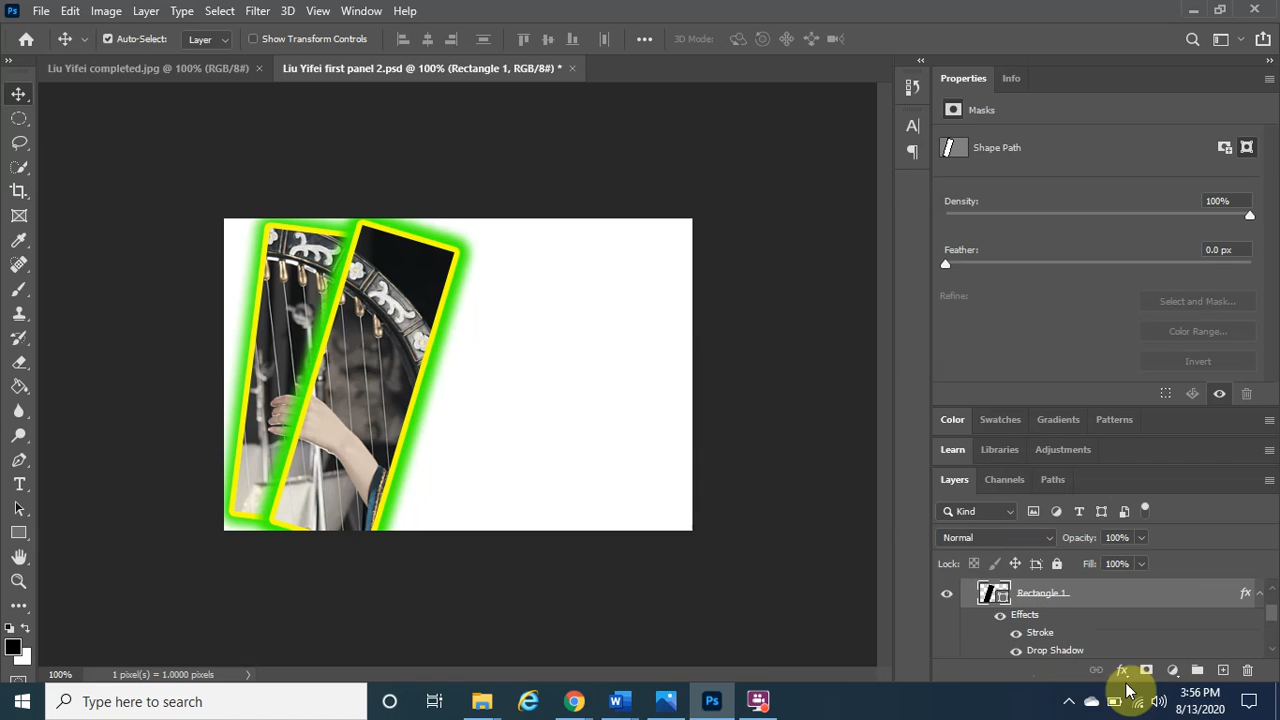 Ps File Edit Image Layer Type Select Filter 3D View Window Help
Auto-Select: Layer Show Transform Controls ••• 3D Mode:
Liu Yifei completed.jpg @ 100% (RGB/8#) × Liu Yifei first panel 2.psd @ 100% (Rectangle 1, RGB/8#) * ×
Properties Info
Masks
Shape Path
Density: 100%
Feather: 0.0 px
Refine: Select and Mask...
Color Range...
Invert
Color Swatches Gradients Patterns
Learn Libraries Adjustments
Layers Channels Paths
Kind
Normal Opacity: 100%
Lock: Fill: 100%
Rectangle 1 fx
Effects
Stroke
Drop Shadow
fx
100% 1 pixel(s) = 1.0000 pixels
Type here to search
3:56 PM
8/13/2020